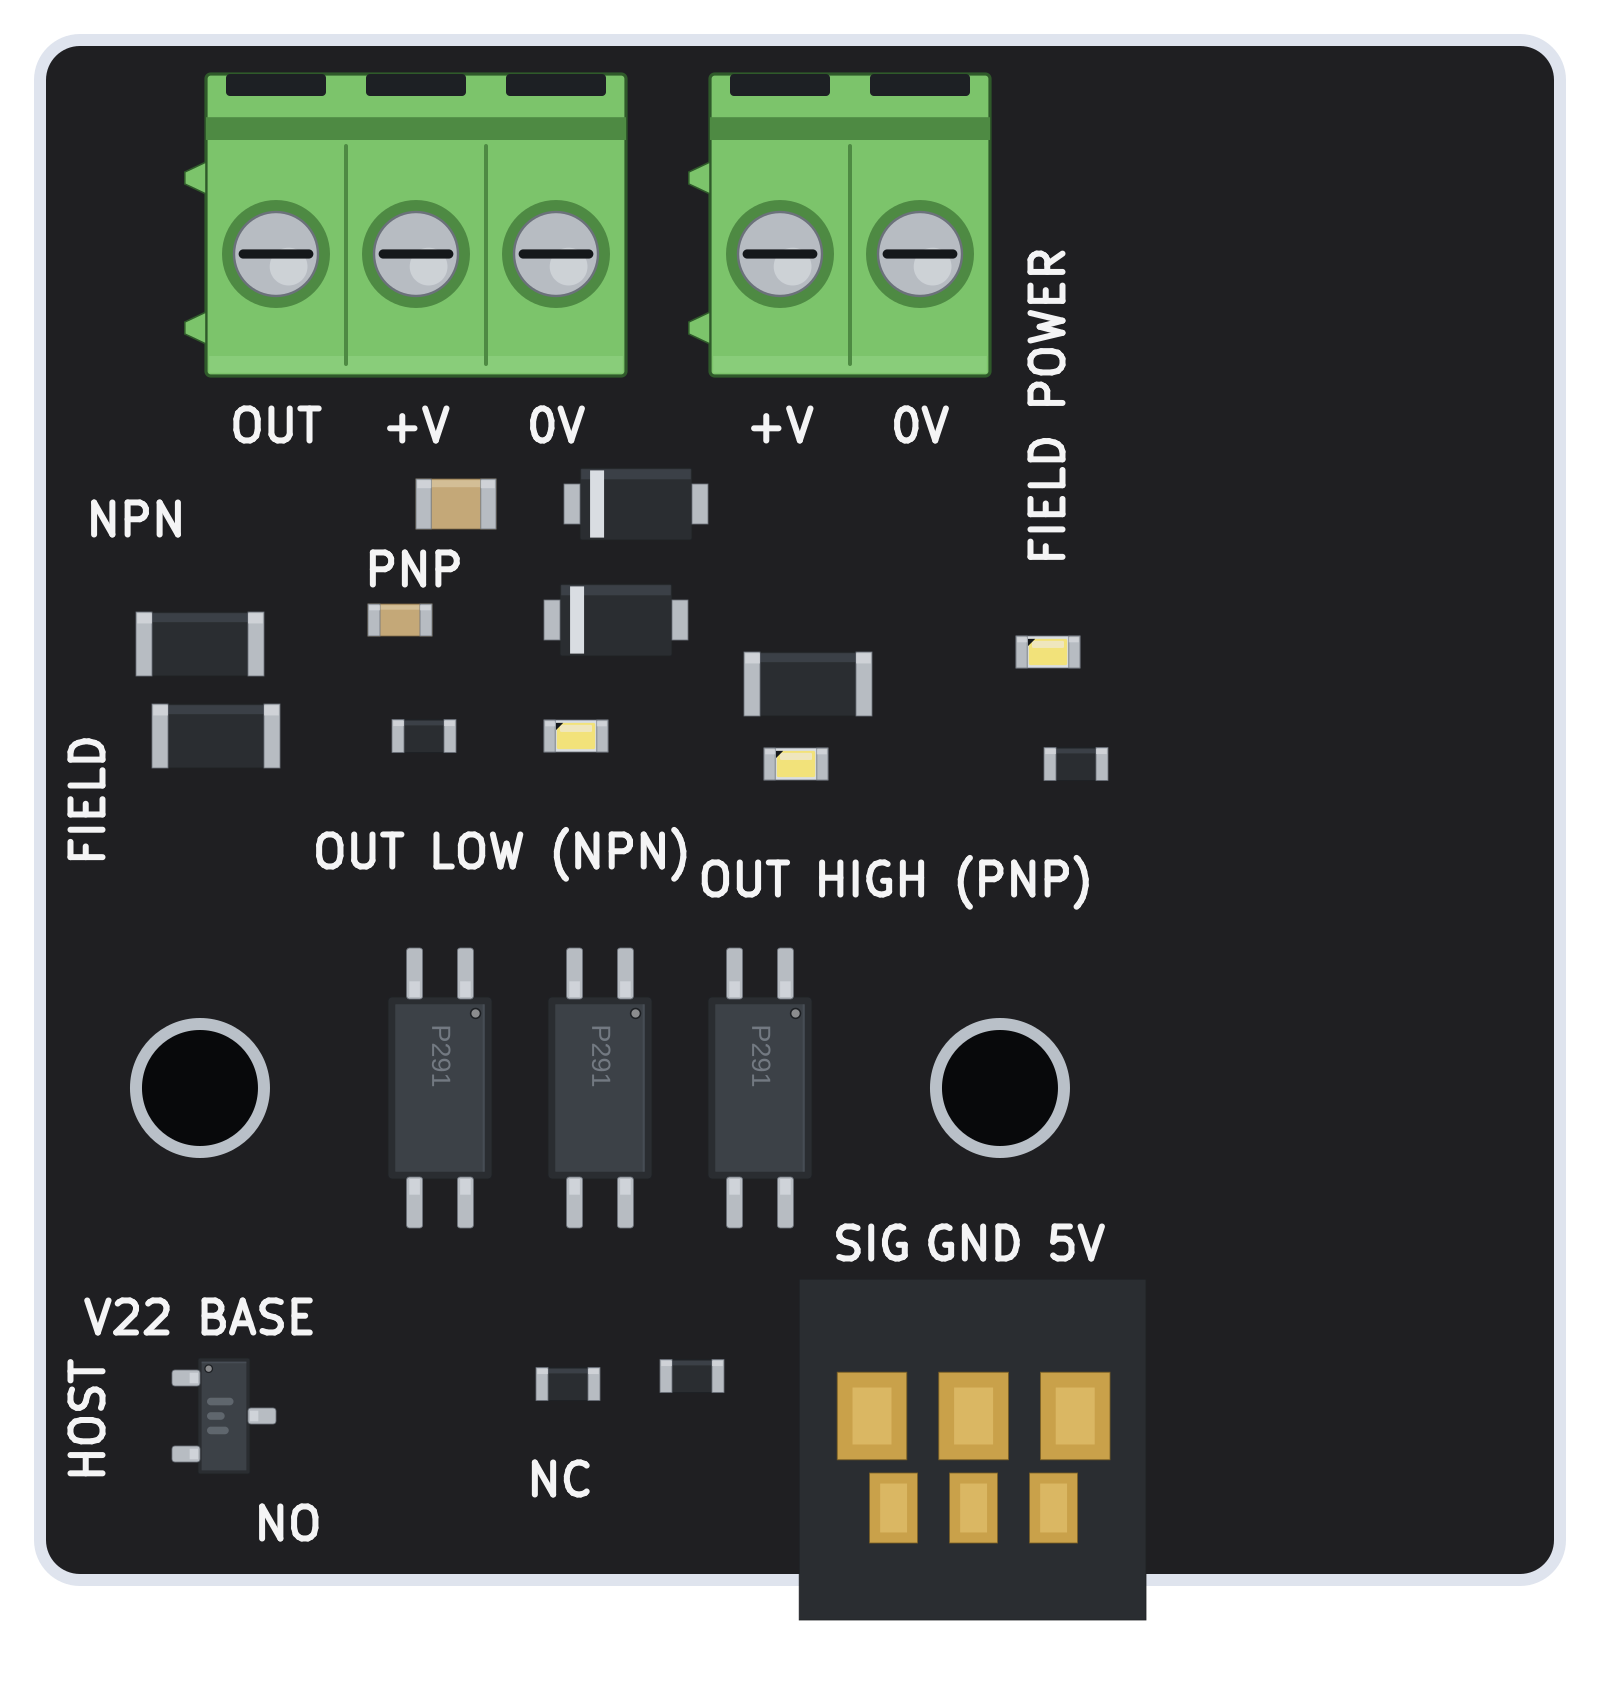 OUT +V 0V +V 0V
FIELD POWER
NPN
PNP
FIELD
OUT LOW (NPN)
OUT HIGH (PNP)
P291 P291 P291
SIG GND 5V
V22 BASE
HOST
NC
NO